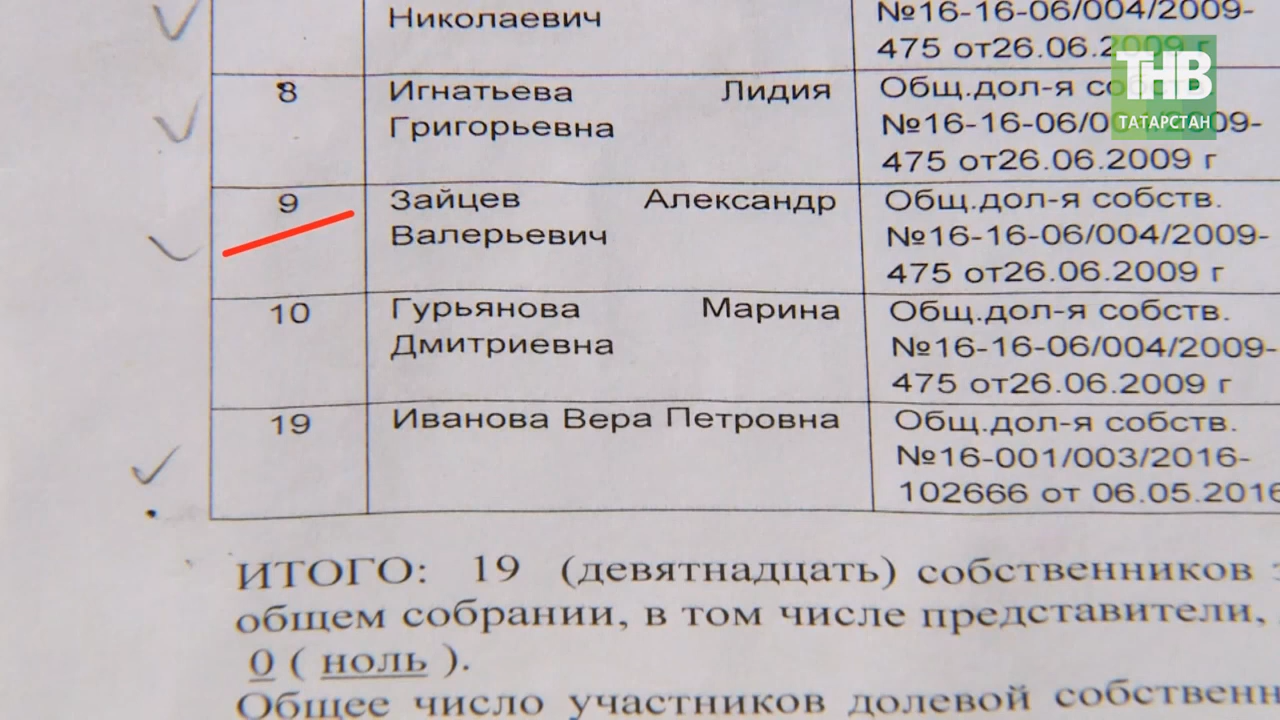 Николаевич
№16-16-06/004/2009-
475 от26.06.2009 г
ТНВ
ТАТАРСТАН
8
Игнатьева Лидия
Григорьевна
Общ.дол-я собств.
№16-16-06/004/2009-
475 от26.06.2009 г
9
Зайцев Александр
Валерьевич
Общ.дол-я собств.
№16-16-06/004/2009-
475 от26.06.2009 г
10
Гурьянова Марина
Дмитриевна
Общ.дол-я собств.
№16-16-06/004/2009-
475 от26.06.2009 г
19
Иванова Вера Петровна
Общ.дол-я собств.
№16-001/003/2016-
102666 от 06.05.2016
ИТОГО: 19 (девятнадцать) собственников
общем собрании, в том числе представители,
0 ( ноль ).
Общее число участников долевой собственн